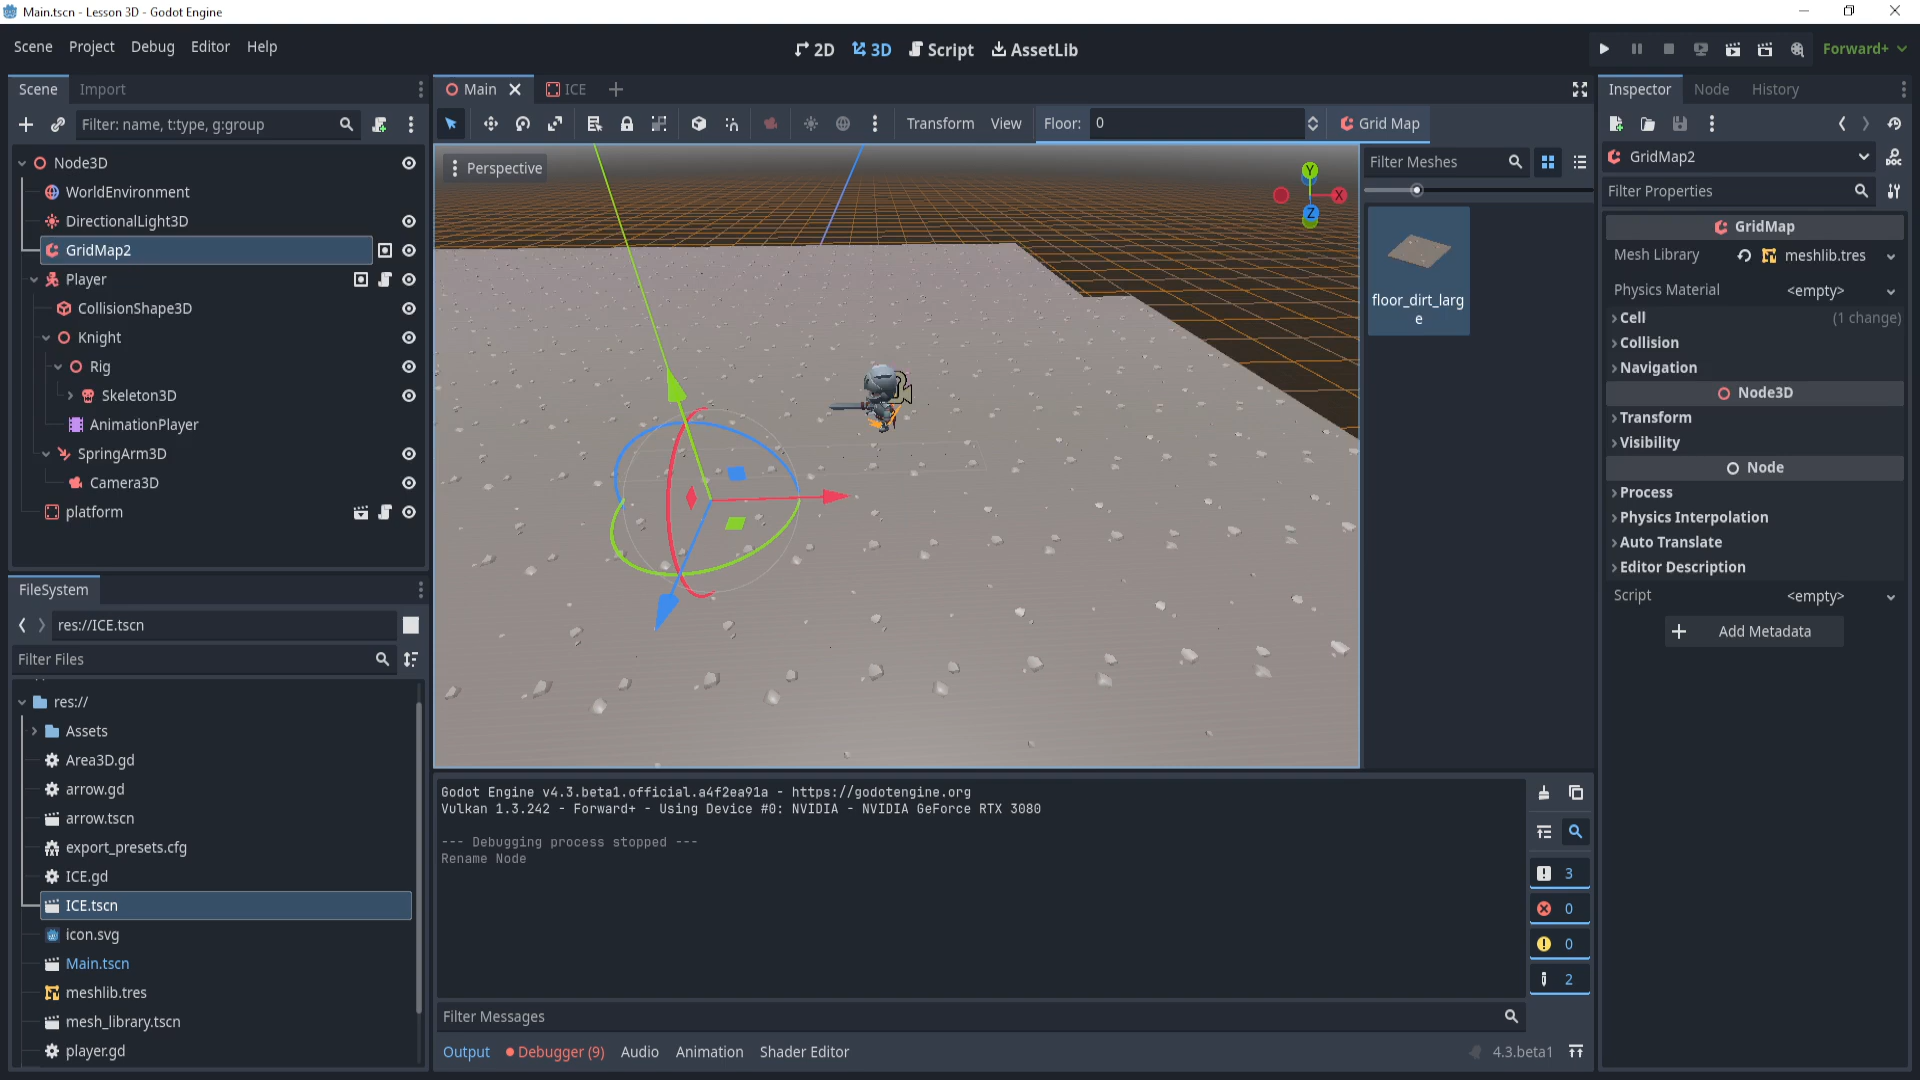 Main.tscn - Lesson 3D - Godot Engine
Scene Project Debug Editor Help
2D 3D Script AssetLib
Forward+
Scene Import
Filter: name, t:type, g:group
Node3D
WorldEnvironment
DirectionalLight3D
GridMap2
Player
CollisionShape3D
Knight
Rig
Skeleton3D
AnimationPlayer
SpringArm3D
Camera3D
platform
FileSystem
res://ICE.tscn
Filter Files
res://
Assets
Area3D.gd
arrow.gd
arrow.tscn
export_presets.cfg
ICE.gd
ICE.tscn
icon.svg
Main.tscn
meshlib.tres
mesh_library.tscn
player.gd
Main ICE
Transform View Floor: 0 Grid Map
Perspective
Y
X
Z
Filter Meshes
floor_dirt_larg
e
Godot Engine v4.3.beta1.official.a4f2ea91a - https://godotengine.org
Vulkan 1.3.242 - Forward+ - Using Device #0: NVIDIA - NVIDIA GeForce RTX 3080
--- Debugging process stopped ---
Rename Node
3
0
0
2
Filter Messages
Output Debugger (9) Audio Animation Shader Editor 4.3.beta1
Inspector Node History
GridMap2
DOC
Filter Properties
GridMap
Mesh Library meshlib.tres
Physics Material <empty>
Cell (1 change)
Collision
Navigation
Node3D
Transform
Visibility
Node
Process
Physics Interpolation
Auto Translate
Editor Description
Script <empty>
Add Metadata